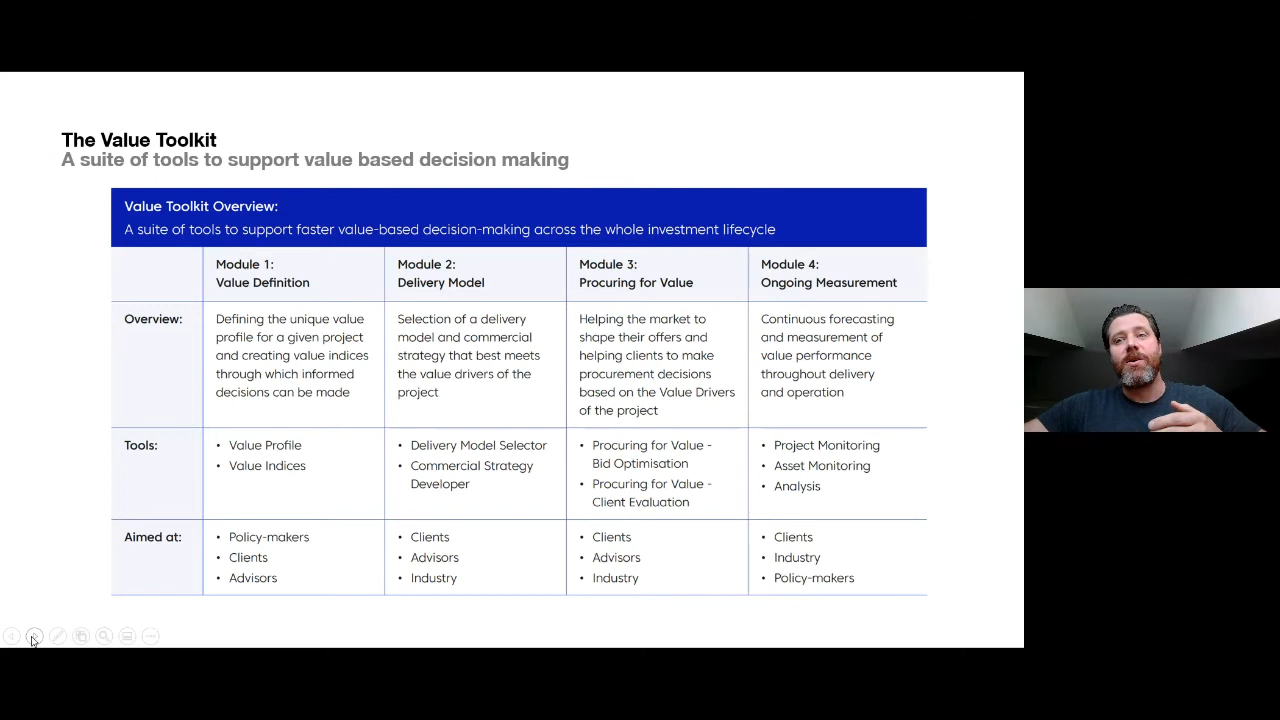 The Value Toolkit
A suite of tools to support value based decision making
Value Toolkit Overview:
A suite of tools to support faster value-based decision-making across the whole investment lifecycle
Module 1:
Value Definition
Module 2:
Delivery Model
Module 3:
Procuring for Value
Module 4:
Ongoing Measurement
Overview:
Defining the unique value
profile for a given project
and creating value indices
through which informed
decisions can be made
Selection of a delivery
model and commercial
strategy that best meets
the value drivers of the
project
Helping the market to
shape their offers and
helping clients to make
procurement decisions
based on the Value Drivers
of the project
Continuous forecasting
and measurement of
value performance
throughout delivery
and operation
Tools:
• Value Profile
• Value Indices
• Delivery Model Selector
• Commercial Strategy
Developer
• Procuring for Value -
Bid Optimisation
• Procuring for Value -
Client Evaluation
• Project Monitoring
• Asset Monitoring
• Analysis
Aimed at:
• Policy-makers
• Clients
• Advisors
• Clients
• Advisors
• Industry
• Clients
• Advisors
• Industry
• Clients
• Industry
• Policy-makers